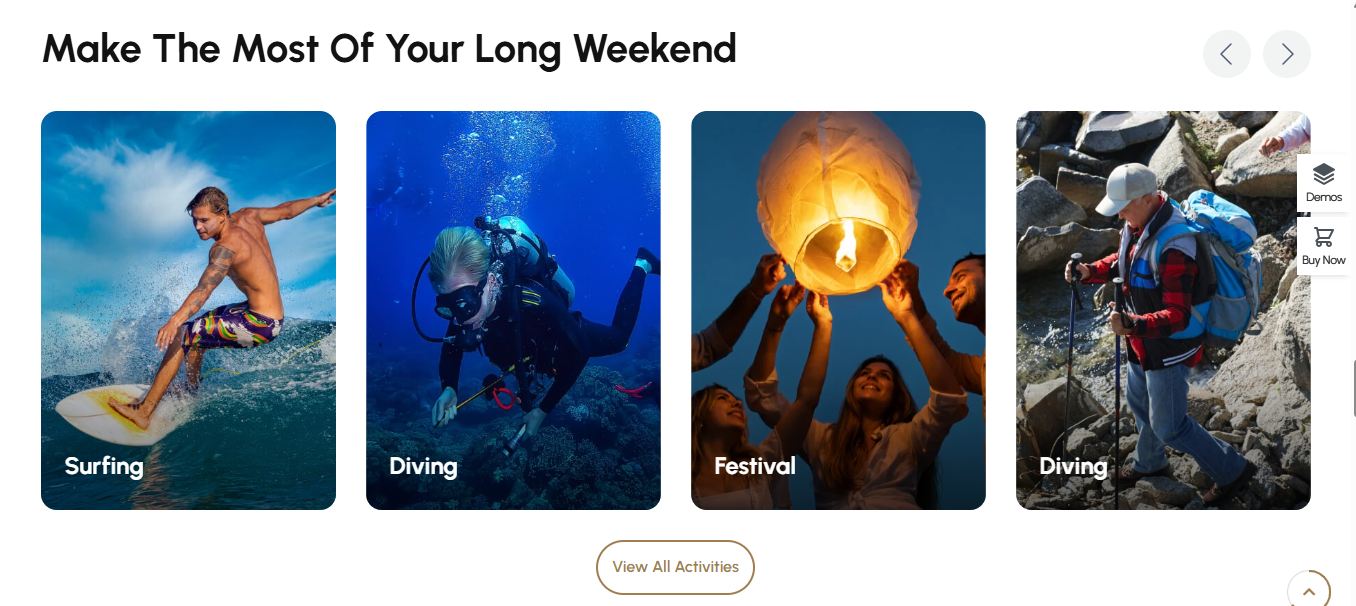 Make The Most Of Your Long Weekend
Demos
Buy Now
Surfing
Diving
Festival
Diving
View All Activities